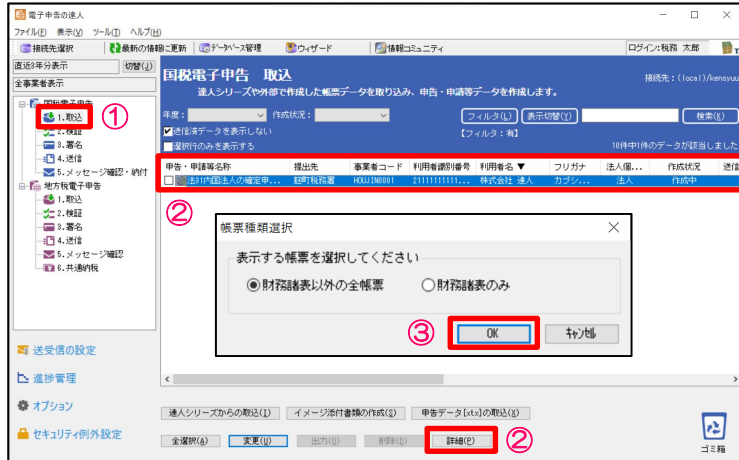 電子申告の達人
ファイル(F) 表示(V) ツール(T) ヘルプ(H)
接続先選択 最新の情報に更新 データベース管理 ウィザード 情報コミュニティ ログイン:税務 太郎
直近3年分表示 切替(J)
全事業者表示
国税電子申告
1.取込
①
2.検証
3.署名
4.送信
5.メッセージ確認・納付
地方税電子申告
1.取込
2.検証
3.署名
4.送信
5.メッセージ確認
6.共通納税
送受信の設定
進捗管理
オプション
セキュリティ例外設定
国税電子申告 取込
接続先:(local)/kensyuu
達人シリーズや外部で作成した帳票データを取り込み、申告・申請等データを作成します。
年度: 作成状況: フィルタ(L) 表示切替(Y) 検索(K)
送信済データを表示しない 【フィルタ:有】
選択行のみを表示する 10件中1件のデータが該当しました
申告・申請等名称 提出先 事業者コード 利用者識別番号 利用者名 ▼ フリガナ 法人個... 作成状況 送信
法31内国法人の確定申... 麹町税務署 HOUJIN0001 21111111111... 株式会社 達人 カブシ... 法人 作成中
②
帳票種類選択
表示する帳票を選択してください
財務諸表以外の全帳票 財務諸表のみ
③
OK キャンセル
達人シリーズからの取込(I) イメージ添付書類の作成(S) 申告データ[xtx]の取込(X)
全選択(A) 変更(U) 出力(O) 削除(D) 詳細(P)
②
ゴミ箱